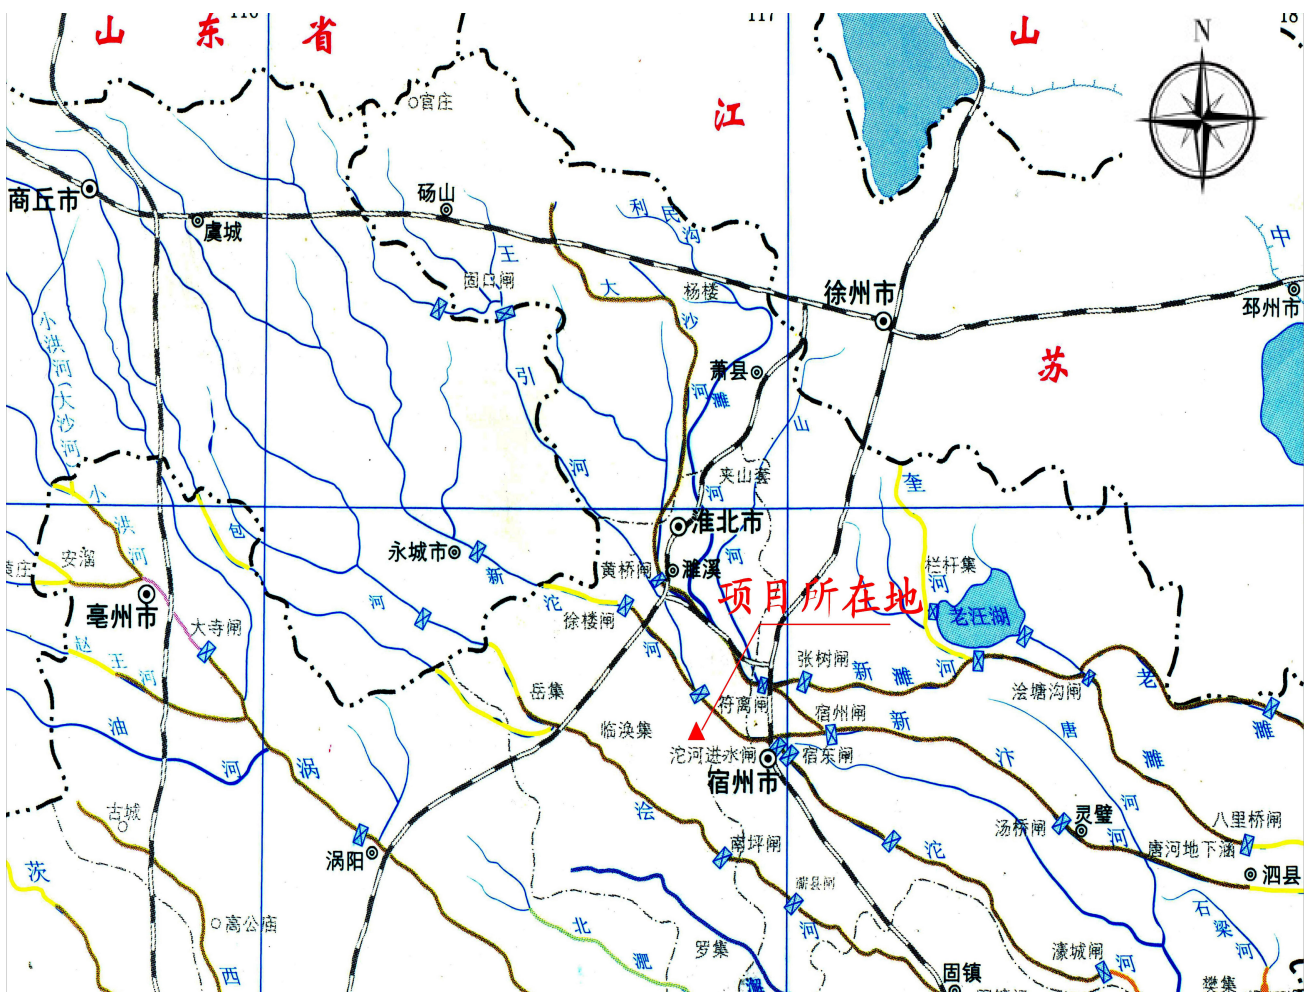 山东省
117
山
18
N
江
官庄
商丘市
虞城
砀山
利民沟
王
固口闸
大
杨楼
徐州市
中
邳州市
沙
小洪河(大沙河)
苏
引
萧县
河
濉
山
河
夹山套
奎
小洪河
包
淮北市
河
安溜
永城市
新
黄桥闸
濉溪
河
栏杆集
河
亳州市
项目所在地
老汪湖
大寺闸
河
沱
徐楼闸
河
赵王河
张树闸
新濉河
岳集
符离闸
浍塘沟闸
老
油河
涡
临涣集
宿州闸
新
唐
濉
沱河进水闸
宿东闸
汴
濉
宿州市
古城
浍
汤桥闸
灵璧
河
河
八里桥闸
涡阳
南坪闸
沱
唐河地下涵
泗县
茨
蕲县闸
石梁河
高公庙
北淝
罗集
河
濠城闸
河
西
固镇
樊集